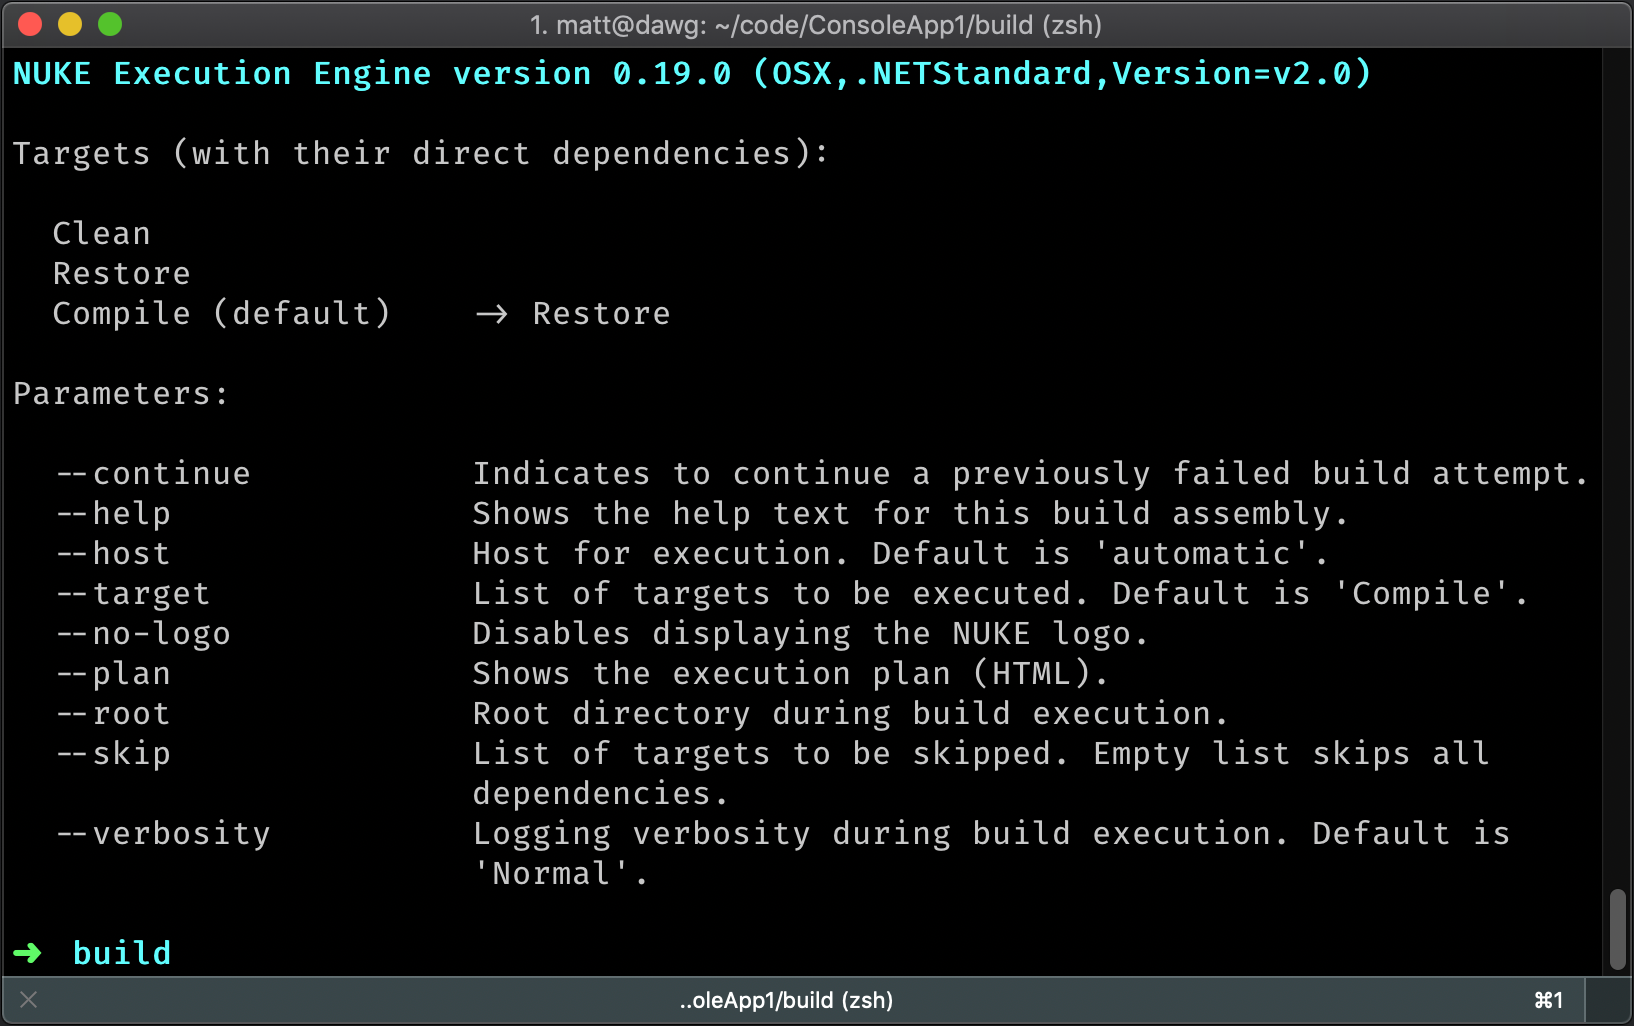 1. matt@dawg: ~/code/ConsoleApp1/build (zsh)
NUKE Execution Engine version 0.19.0 (OSX,.NETStandard,Version=v2.0)
Targets (with their direct dependencies):
Clean
Restore
Compile (default) -> Restore
Parameters:
--continue Indicates to continue a previously failed build attempt.
--help Shows the help text for this build assembly.
--host Host for execution. Default is 'automatic'.
--target List of targets to be executed. Default is 'Compile'.
--no-logo Disables displaying the NUKE logo.
--plan Shows the execution plan (HTML).
--root Root directory during build execution.
--skip List of targets to be skipped. Empty list skips all
dependencies.
--verbosity Logging verbosity during build execution. Default is
'Normal'.
➜ build
..oleApp1/build (zsh) ⌘1